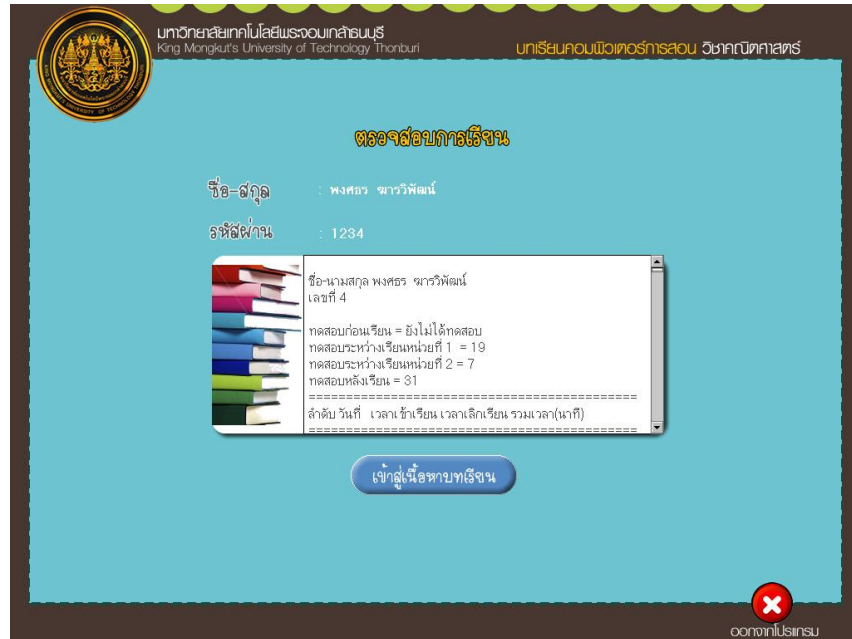 มหาวิทยาลัยเทคโนโลยีพระจอมเกล้าธนบุรี
King Mongkut's University of Technology Thonburi
บทเรียนคอมพิวเตอร์การสอน วิชาคณิตศาสตร์
ตรวจสอบการเรียน
ชื่อ-สกุล : พงศธร ฆารวิพัฒน์
รหัสผ่าน : 1234
ชื่อ-นามสกุล พงศธร ฆารวิพัฒน์
เลขที่ 4
ทดสอบก่อนเรียน = ยังไม่ได้ทดสอบ
ทดสอบระหว่างเรียนหน่วยที่ 1 = 19
ทดสอบระหว่างเรียนหน่วยที่ 2 = 7
ทดสอบหลังเรียน = 31
=============================================
ลำดับ วันที่ เวลาเข้าเรียน เวลาเลิกเรียน รวมเวลา(นาที)
=============================================
เข้าสู่เนื้อหาบทเรียน
ออกจากโปรแกรม